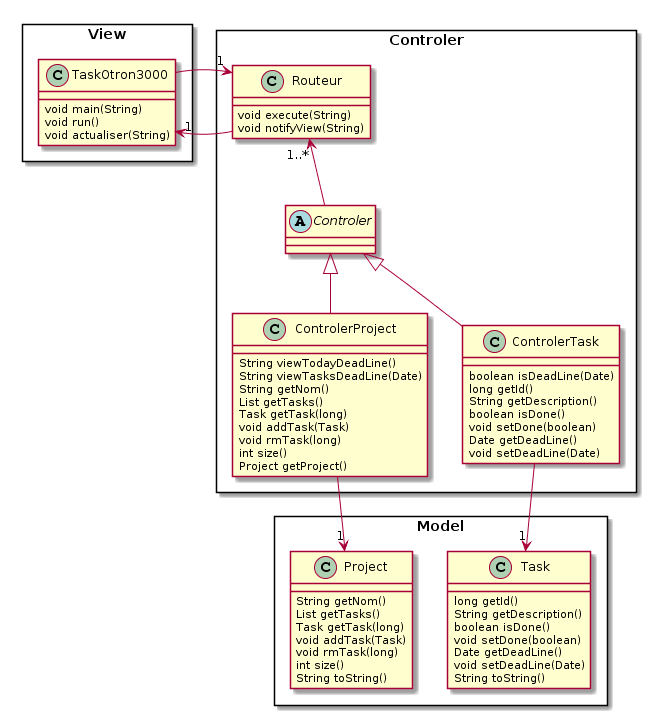 View
C TaskOtron3000
void main(String)
void run()
void actualiser(String)
Controler
1
1
C Routeur
void execute(String)
void notifyView(String)
1..*
A Controler
C ControlerProject
String viewTodayDeadLine()
String viewTasksDeadLine(Date)
String getNom()
List getTasks()
Task getTask(long)
void addTask(Task)
void rmTask(long)
int size()
Project getProject()
C ControlerTask
boolean isDeadLine(Date)
long getId()
String getDescription()
boolean isDone()
void setDone(boolean)
Date getDeadLine()
void setDeadLine(Date)
Model
1
1
C Project
String getNom()
List getTasks()
Task getTask(long)
void addTask(Task)
void rmTask(long)
int size()
String toString()
C Task
long getId()
String getDescription()
boolean isDone()
void setDone(boolean)
Date getDeadLine()
void setDeadLine(Date)
String toString()